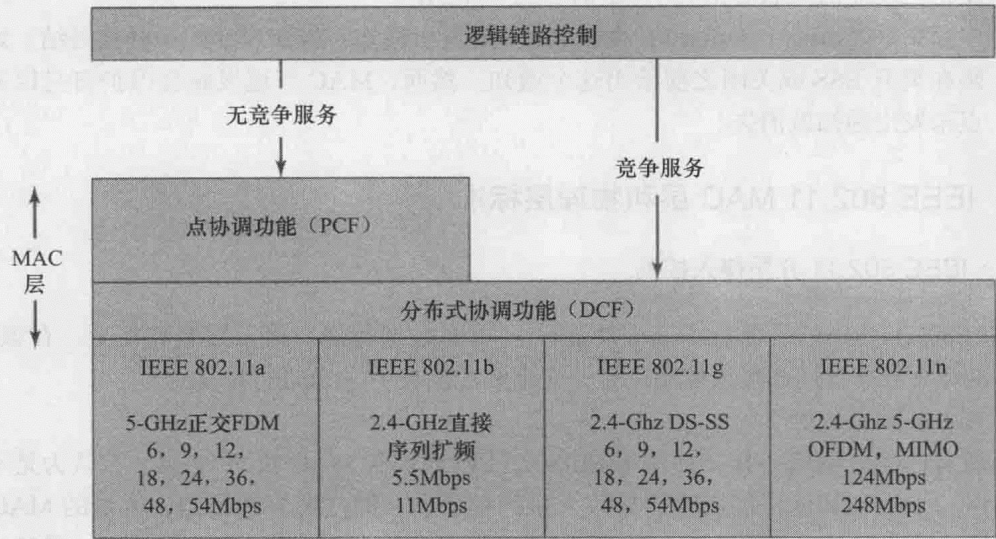 逻辑链路控制
无竞争服务
竞争服务
点协调功能（PCF）
MAC
层
分布式协调功能（DCF）
IEEE 802.11a
5-GHz正交FDM
6，9，12，
18，24，36，
48，54Mbps
IEEE 802.11b
2.4-GHz直接
序列扩频
5.5Mbps
11Mbps
IEEE 802.11g
2.4-Ghz DS-SS
6，9，12，
18，24，36，
48，54Mbps
IEEE 802.11n
2.4-Ghz 5-GHz
OFDM，MIMO
124Mbps
248Mbps